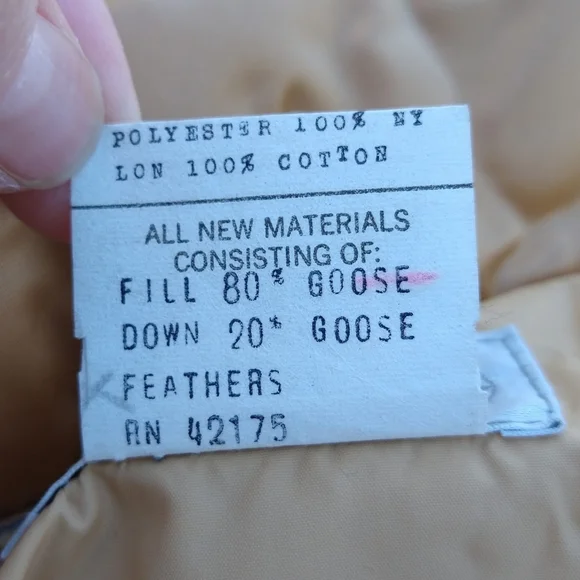 POLYESTER 100% NY
LON 100% COTTON
ALL NEW MATERIALS
CONSISTING OF:
FILL 80% GOOSE
DOWN 20% GOOSE
FEATHERS
RN 42175